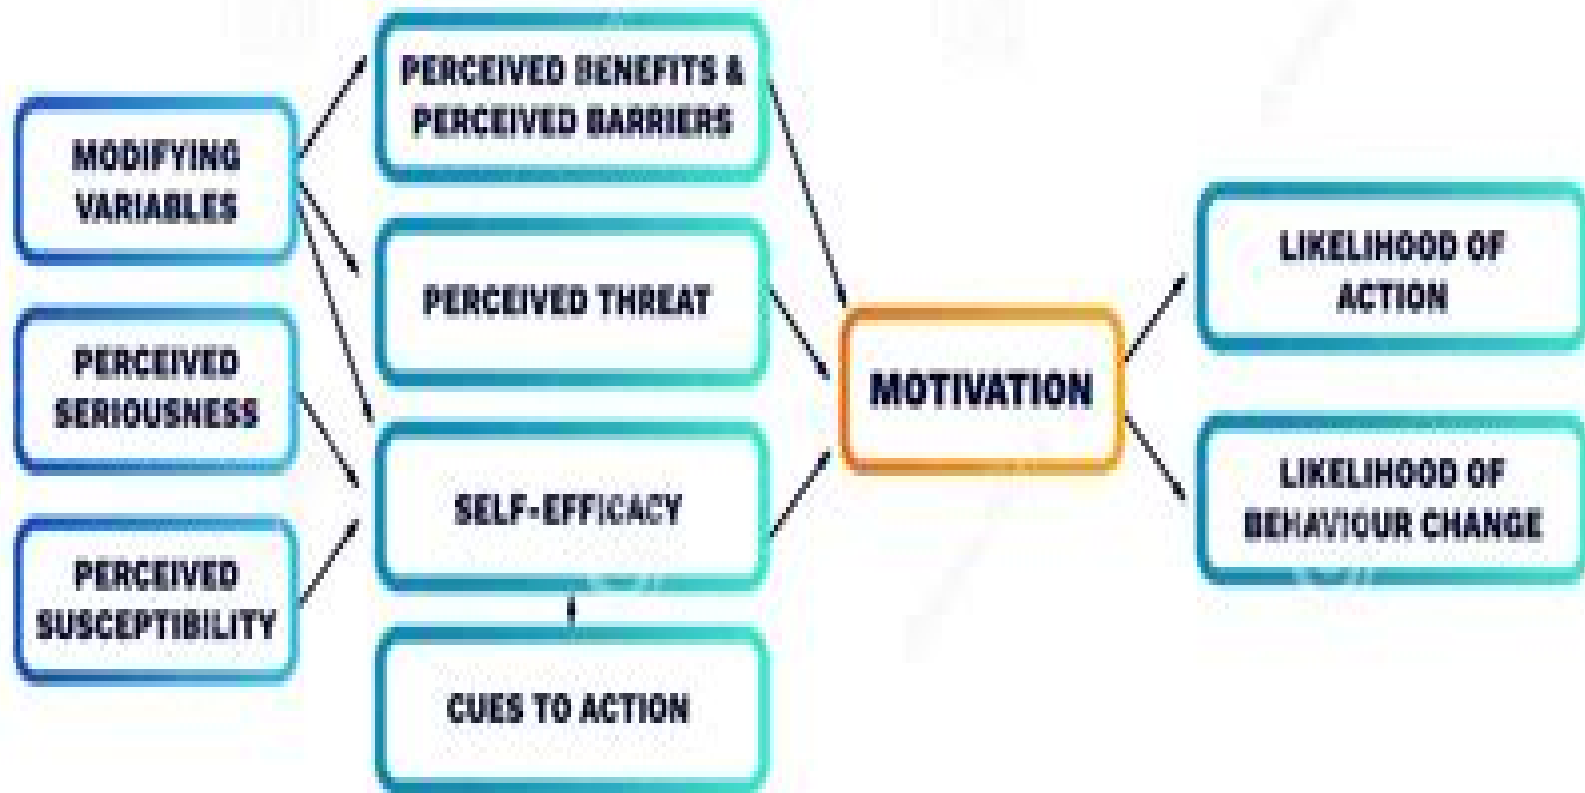 MODIFYING
VARIABLES
PERCEIVED
SERIOUSNESS
PERCEIVED
SUSCEPTIBILITY
PERCEIVED BENEFITS &
PERCEIVED BARRIERS
PERCEIVED THREAT
SELF-EFFICACY
CUES TO ACTION
MOTIVATION
LIKELIHOOD OF
ACTION
LIKELIHOOD OF
BEHAVIOUR CHANGE